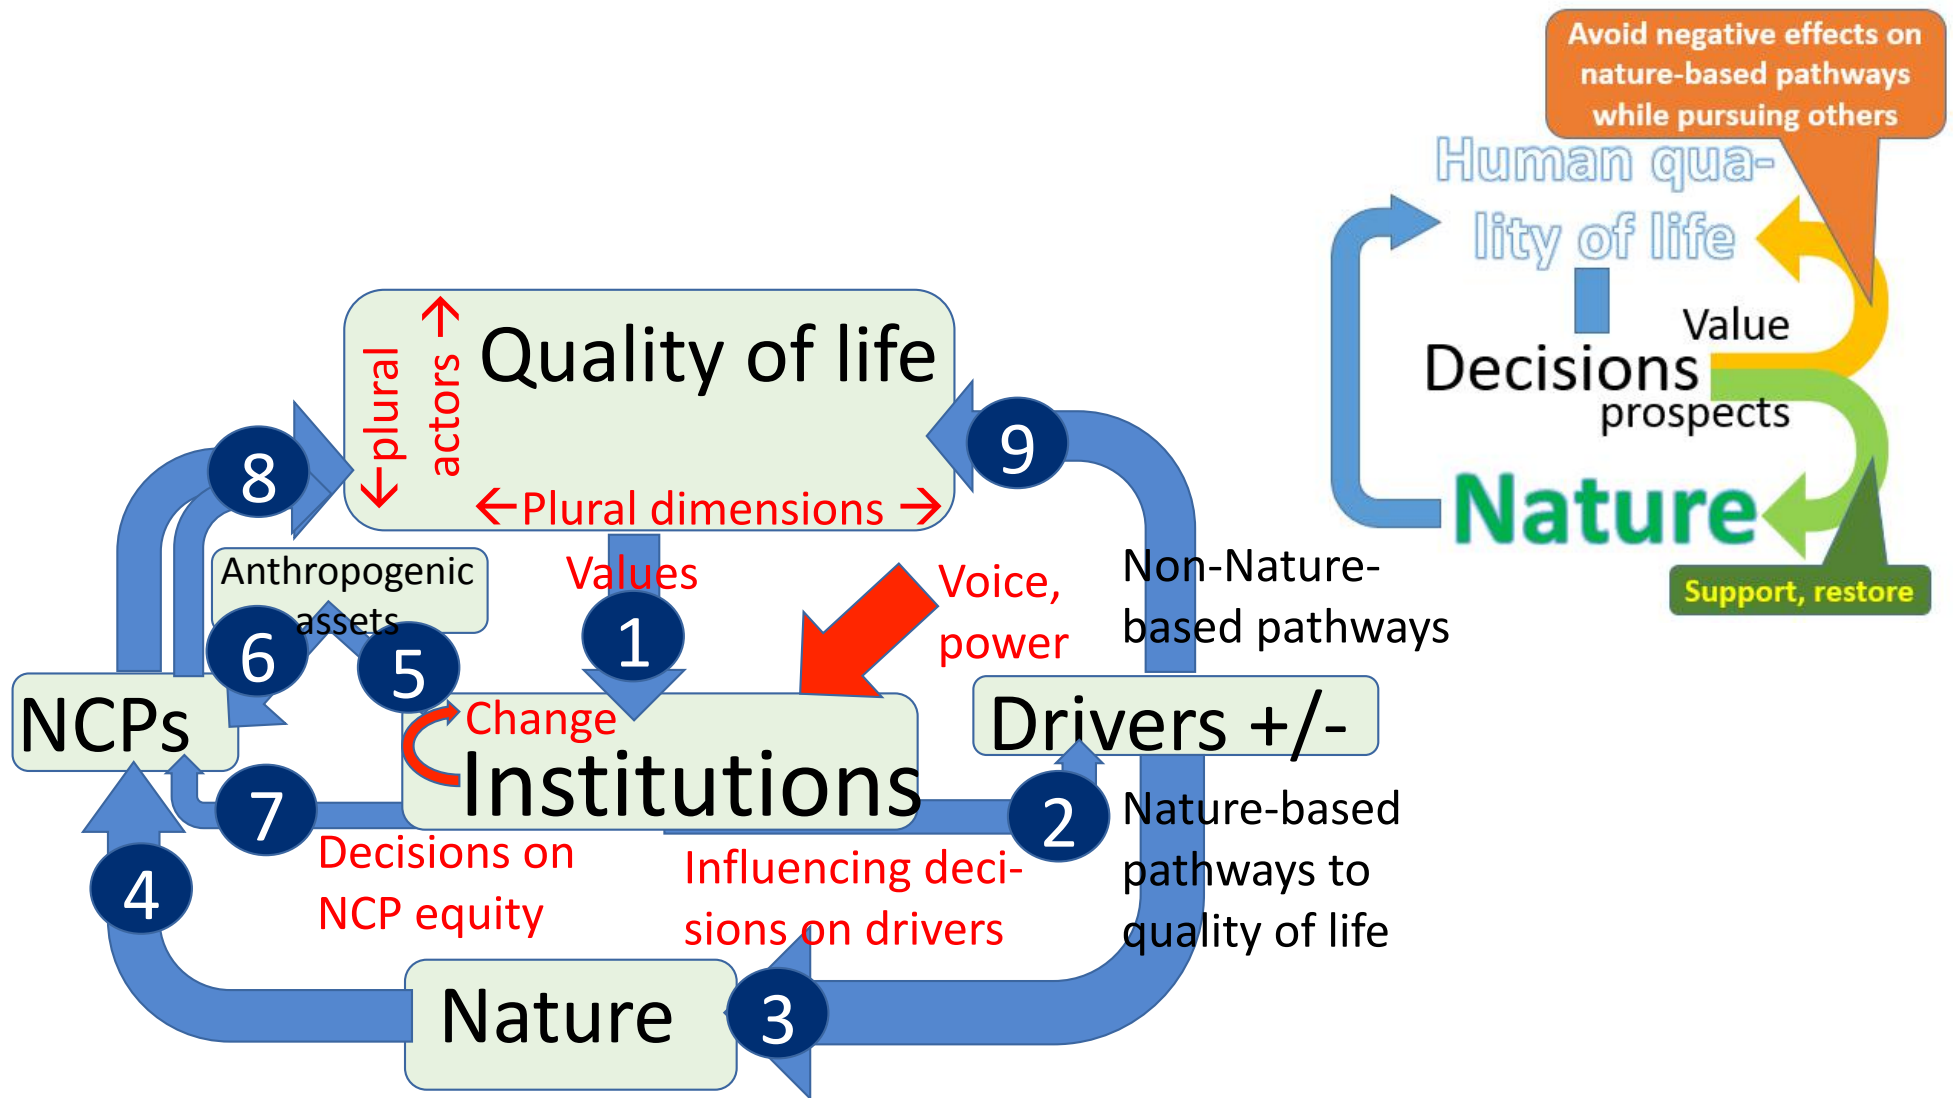 Avoid negative effects on
nature-based pathways
while pursuing others
Human qua-
lity of life
Value
Decisions
prospects
Nature
Support, restore
Quality of life
←plural
actors→
←Plural dimensions →
8
9
Values
1
Anthropogenic
assets
6
5
Voice,
power
Non-Nature-
based pathways
NCPs
Change
Institutions
Drivers +/-
7
2
Decisions on
NCP equity
Influencing deci-
sions on drivers
Nature-based
pathways to
quality of life
4
Nature
3